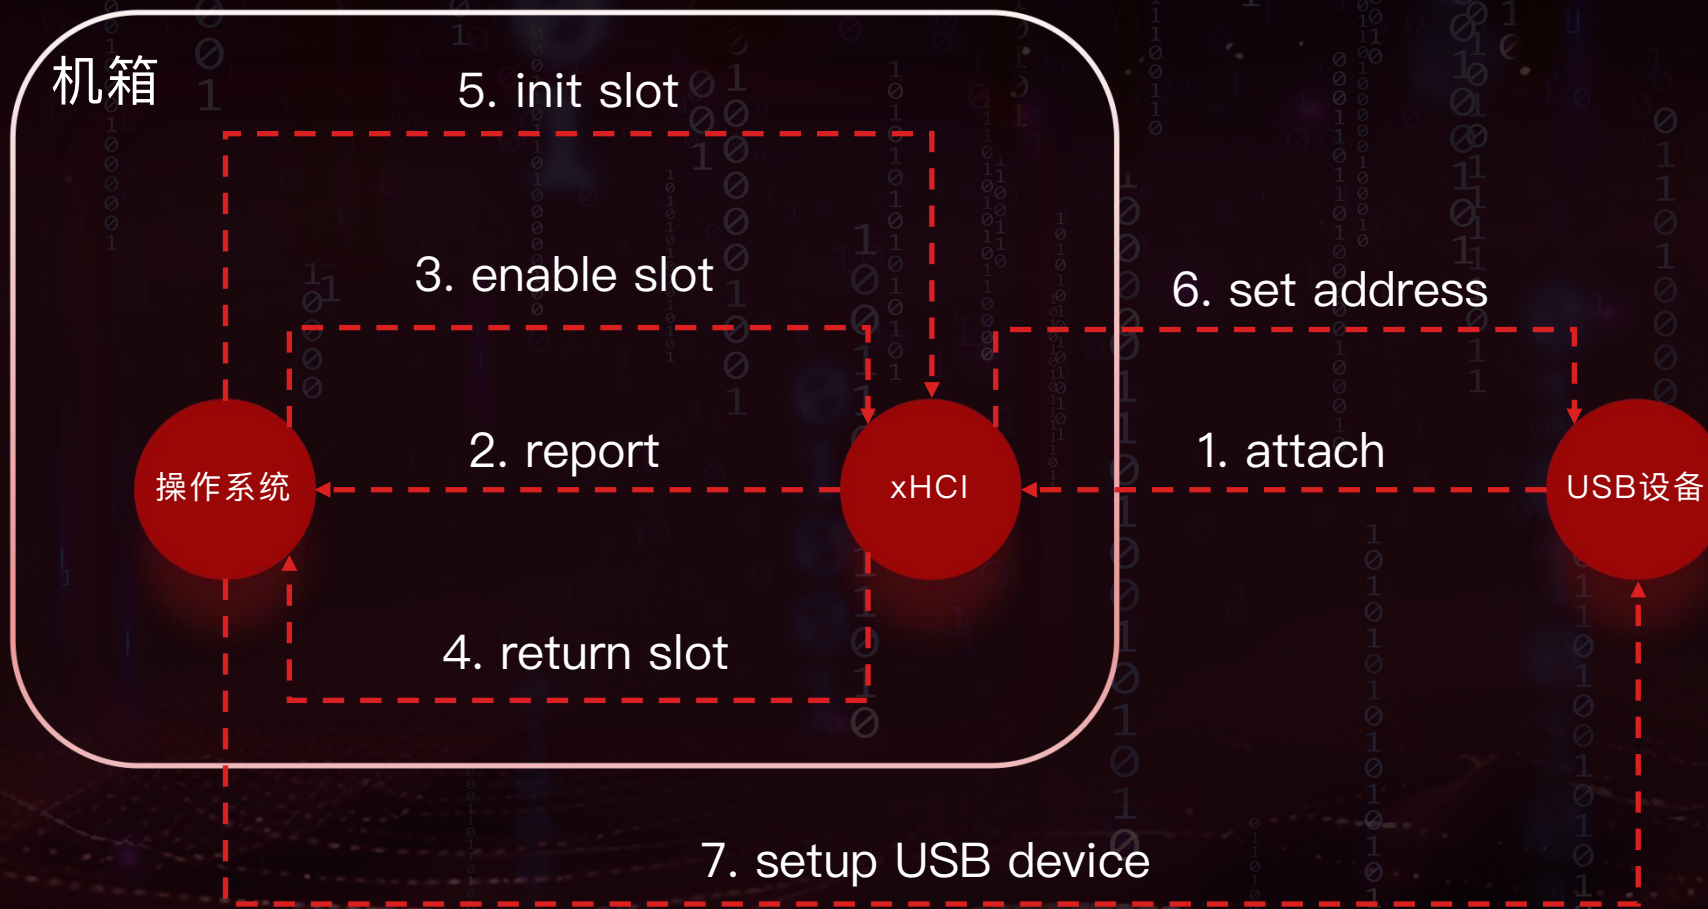 机箱
5. init slot
3. enable slot
6. set address
2. report
1. attach
操作系统
xHCI
USB设备
4. return slot
7. setup USB device